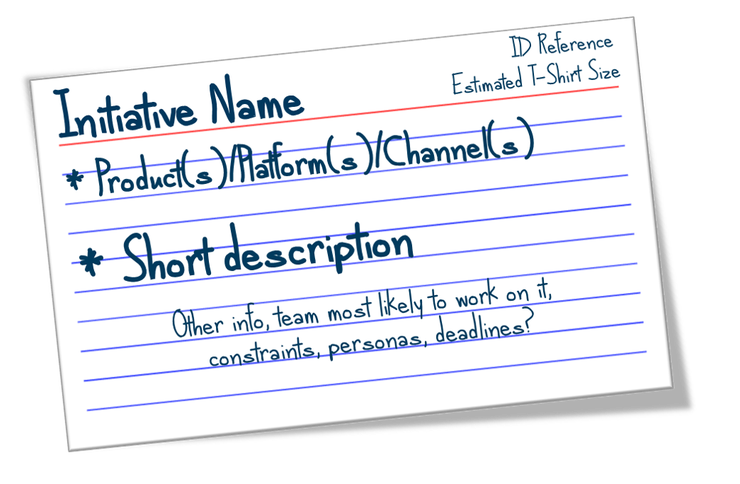 ID Reference
Estimated T-Shirt Size
Initiative Name
* Product(s)/Platform(s)/Channel(s)
* Short description
Other info, team most likely to work on it,
constraints, personas, deadlines?